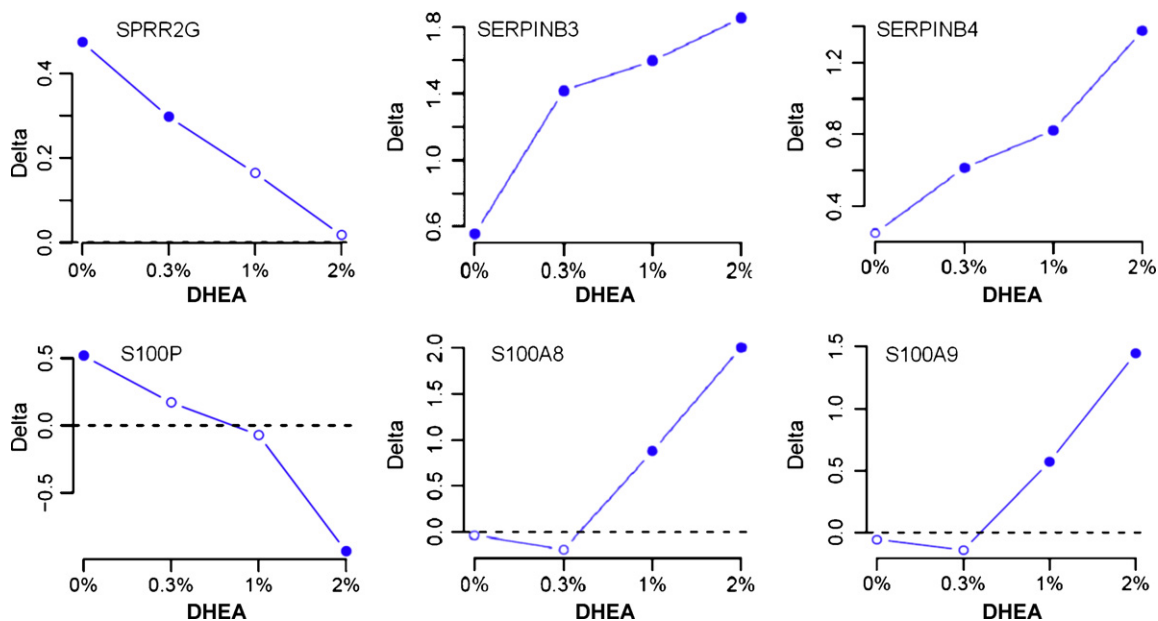 SPRR2G
Delta
0.4
0.2
0.0
0% 0.3% 1% 2%
DHEA
SERPINB3
Delta
1.8
1.4
1.0
0.6
0% 0.3% 1% 2%
DHEA
SERPINB4
Delta
1.2
0.8
0.4
0% 0.3% 1% 2%
DHEA
S100P
Delta
0.5
0.0
−0.5
0% 0.3% 1% 2%
DHEA
S100A8
Delta
2.0
1.5
1.0
0.5
0.0
0% 0.3% 1% 2%
DHEA
S100A9
Delta
1.5
1.0
0.5
0.0
0% 0.3% 1% 2%
DHEA